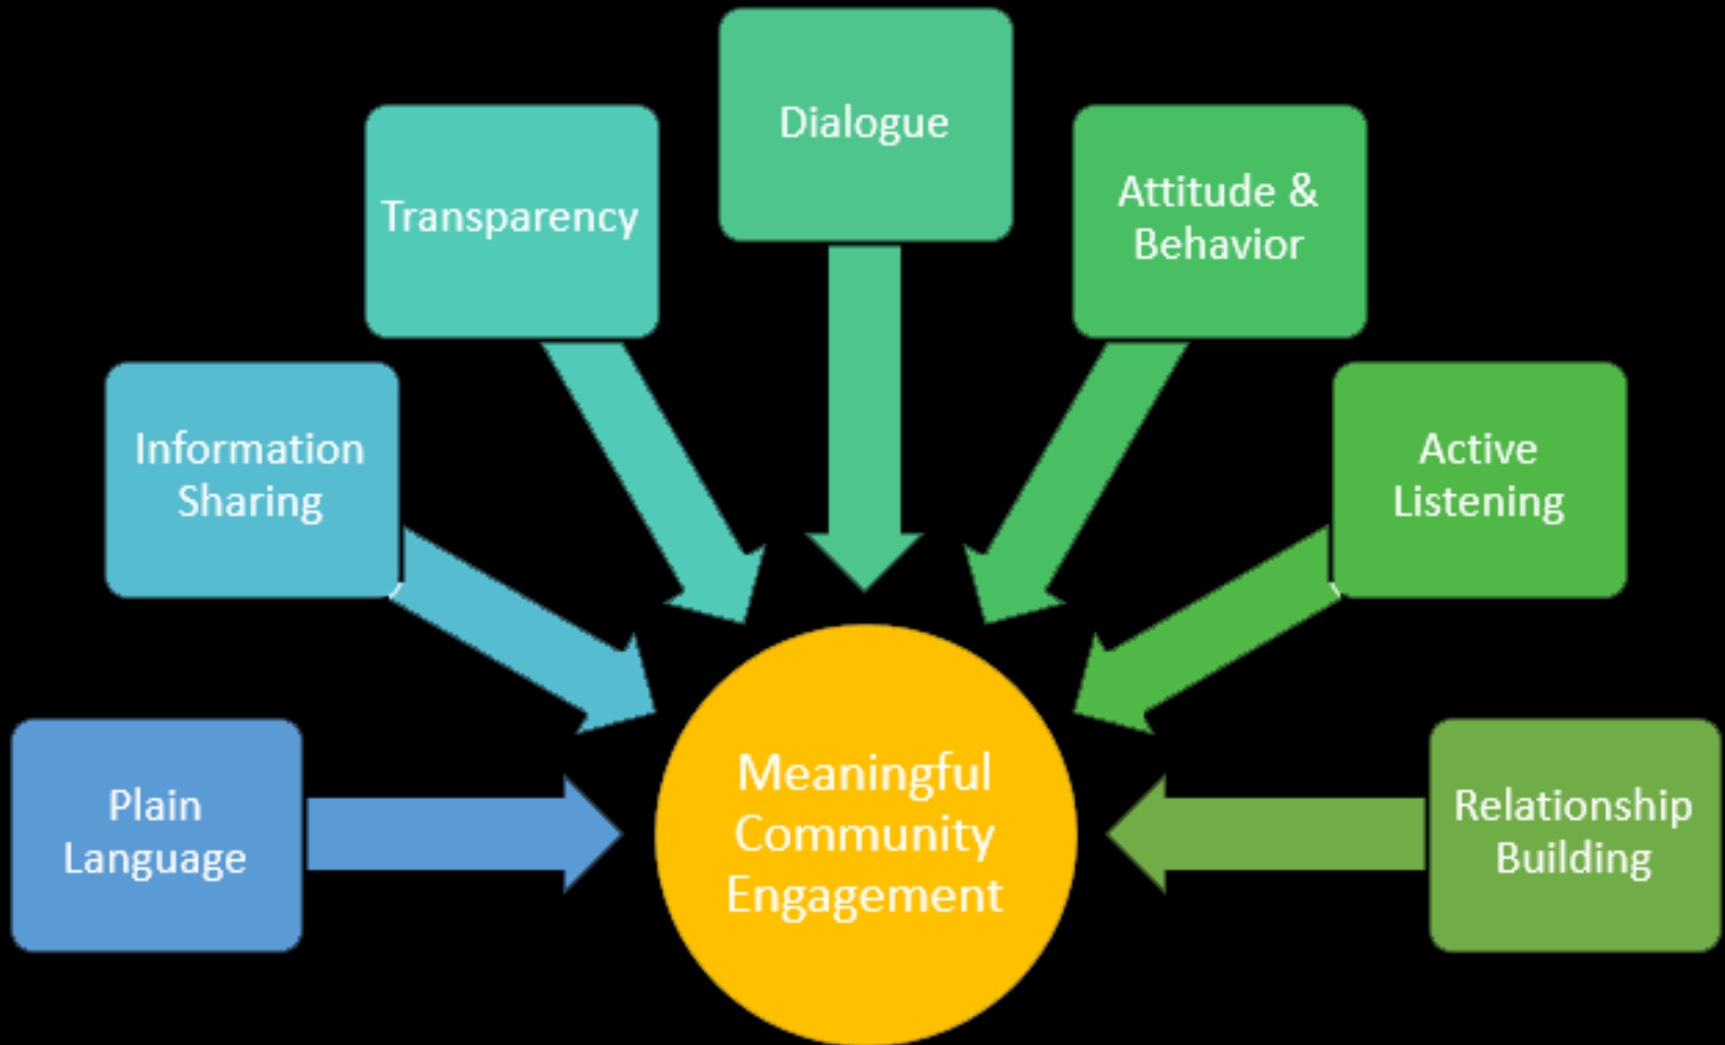 Dialogue
Transparency
Attitude &
Behavior
Information
Sharing
Active
Listening
Plain
Language
Meaningful
Community
Engagement
Relationship
Building